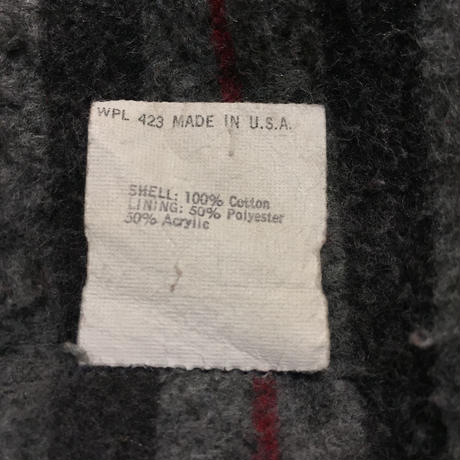 WPL 423 MADE IN U.S.A.
SHELL: 100% Cotton
LINING: 50% Polyester
50% Acrylic